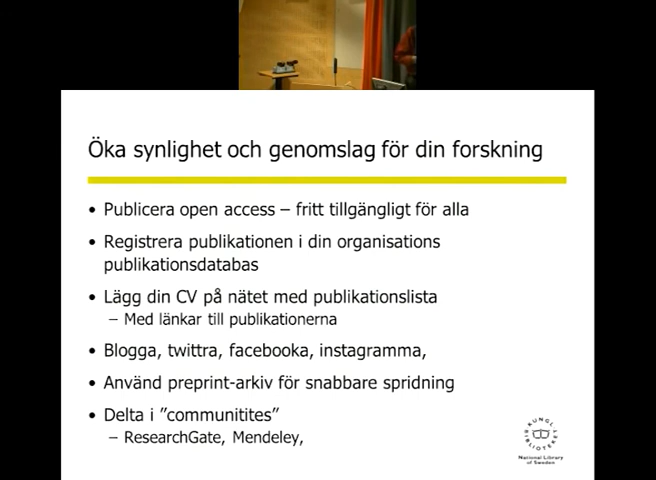 Öka synlighet och genomslag för din forskning
• Publicera open access – fritt tillgängligt för alla
• Registrera publikationen i din organisations
publikationsdatabas
• Lägg din CV på nätet med publikationslista
– Med länkar till publikationerna
• Blogga, twittra, facebooka, instagramma,
• Använd preprint-arkiv för snabbare spridning
• Delta i ”communitites”
– ResearchGate, Mendeley,
KUNGL. BIBLIOTEKET
National Library
of Sweden